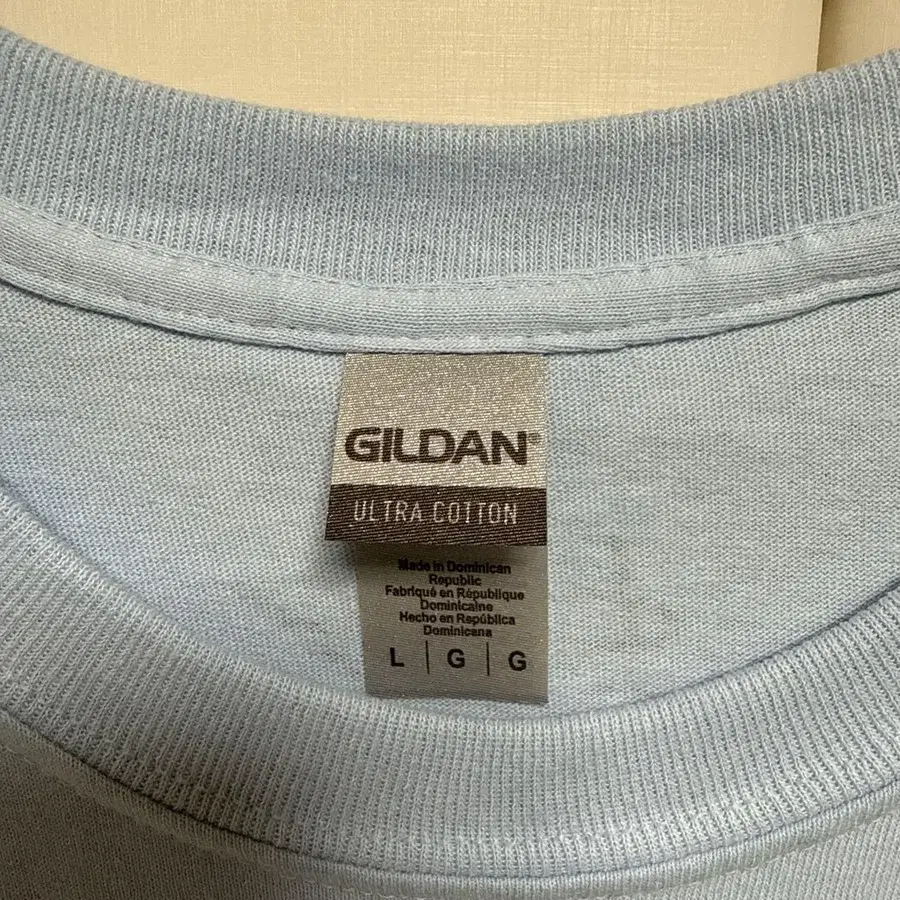 GILDAN®
ULTRA COTTON
Made in Dominican
Republic
Fabriqué en République
Dominicaine
Hecho en República
Dominicana
L | G | G